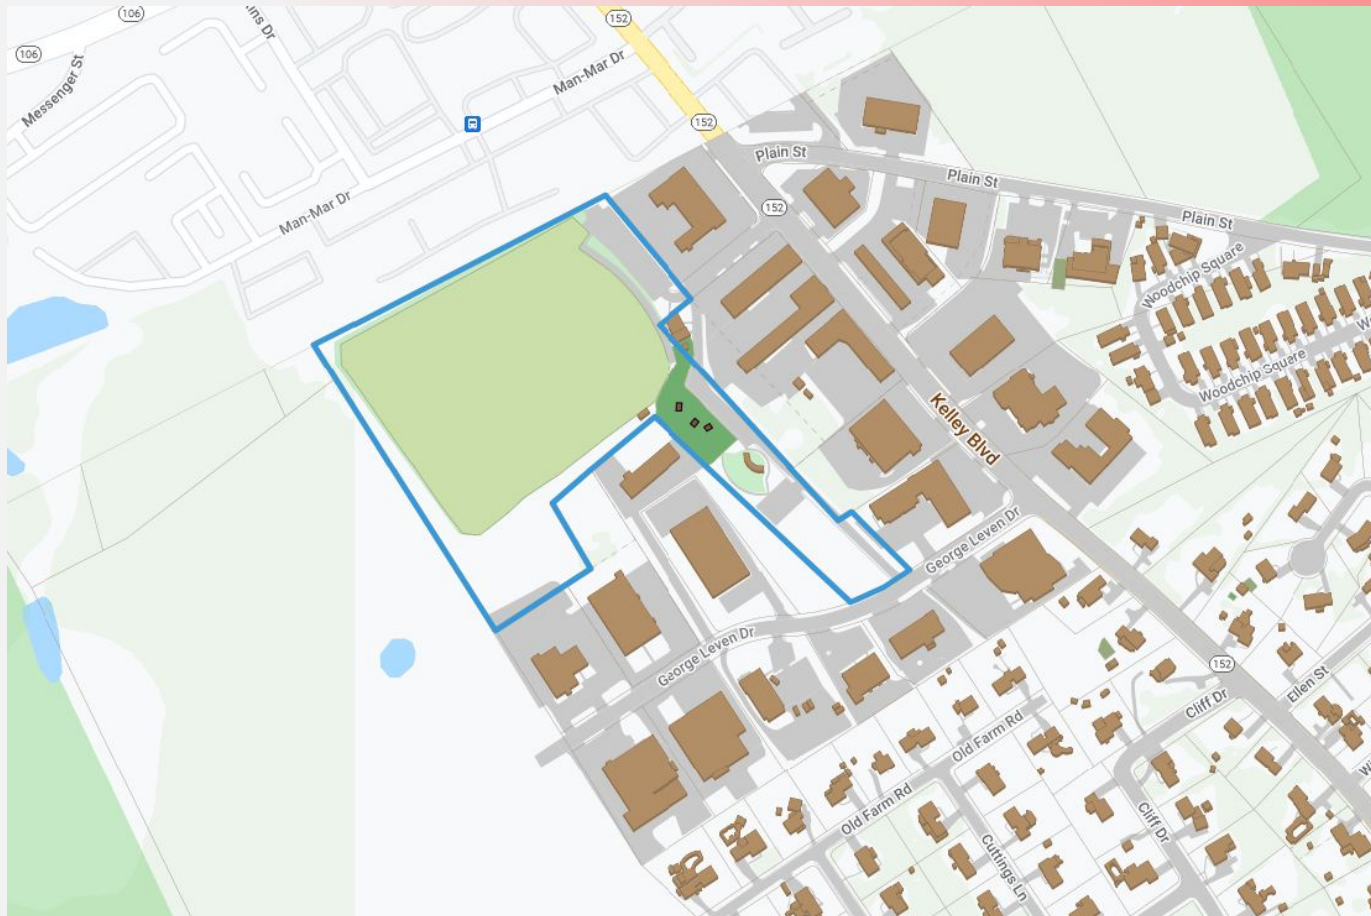 106
152
106
Messenger St
Man-Mar Dr
152
Plain St
Plain St
Man-Mar Dr
152
Plain St
Woodchip Square
Woodchip Square
Kelley Blvd
George Leven Dr
George Leven Dr
152
Ellen St
Cliff Dr
Old Farm Rd
Old Farm Rd
Cliff Dr
Cuttings Ln